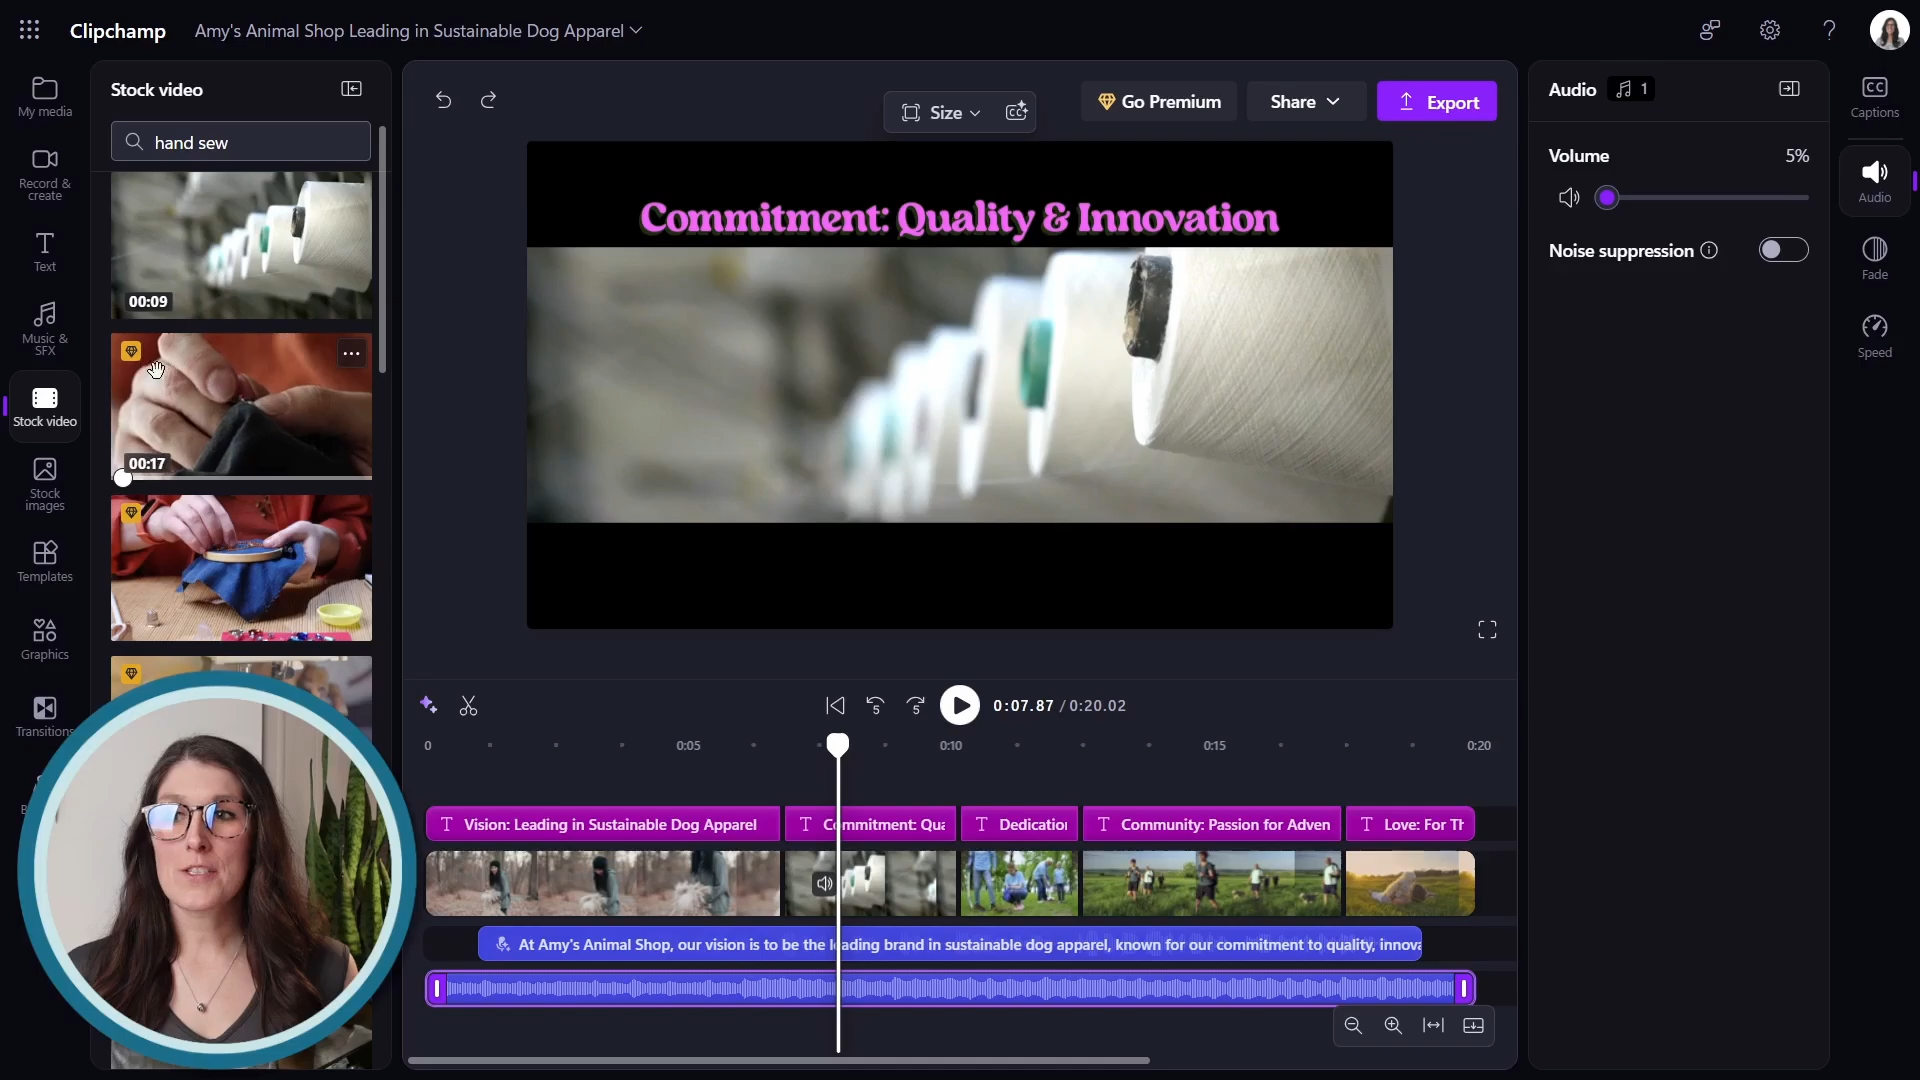 Clipchamp
Amy's Animal Shop Leading in Sustainable Dog Apparel
My media
Record &
create
Text
Music &
SFX
Stock video
Stock
images
Templates
Graphics
Transitions
Stock video
hand sew
00:09
00:17
Size
CC
Go Premium
Share
Export
Commitment: Quality & Innovation
5
5
0:07.87 / 0:20.02
0
0:05
0:10
0:15
0:20
T Vision: Leading in Sustainable Dog Apparel
T Commitment: Qua
T Dedication
T Community: Passion for Adven
T Love: For Th
At Amy's Animal Shop, our vision is to be the leading brand in sustainable dog apparel, known for our commitment to quality, innova
Audio 1
Volume 5%
Noise suppression
CC
Captions
Audio
Fade
Speed